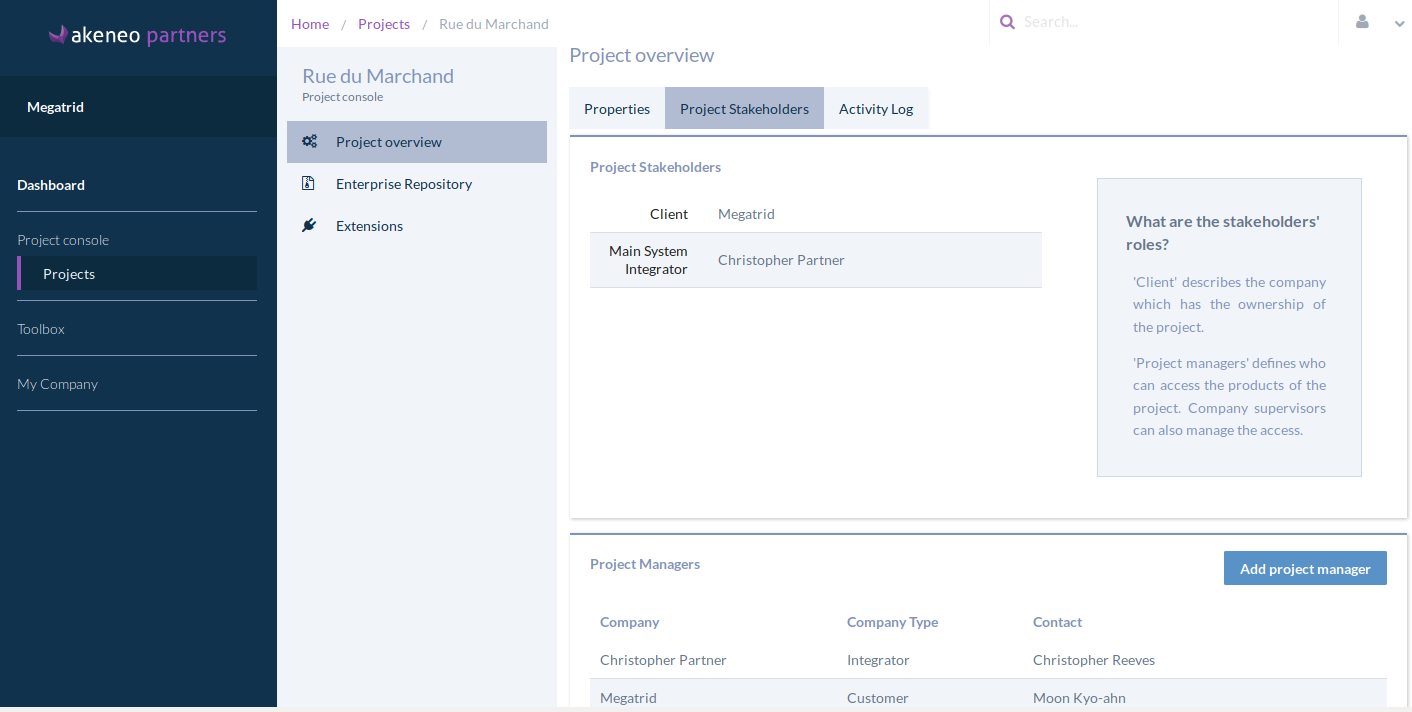 akeneo partners
Megatrid
Dashboard
Project console
Projects
Toolbox
My Company
Home / Projects / Rue du Marchand
Search...
Rue du Marchand
Project console
Project overview
Enterprise Repository
Extensions
Project overview
Properties Project Stakeholders Activity Log
Project Stakeholders
Client Megatrid
Main System
Integrator
Christopher Partner
What are the stakeholders'
roles?
'Client' describes the company
which has the ownership of
the project.
'Project managers' defines who
can access the products of the
project. Company supervisors
can also manage the access.
Project Managers
Add project manager
Company Company Type Contact
Christopher Partner Integrator Christopher Reeves
Megatrid Customer Moon Kyo-ahn